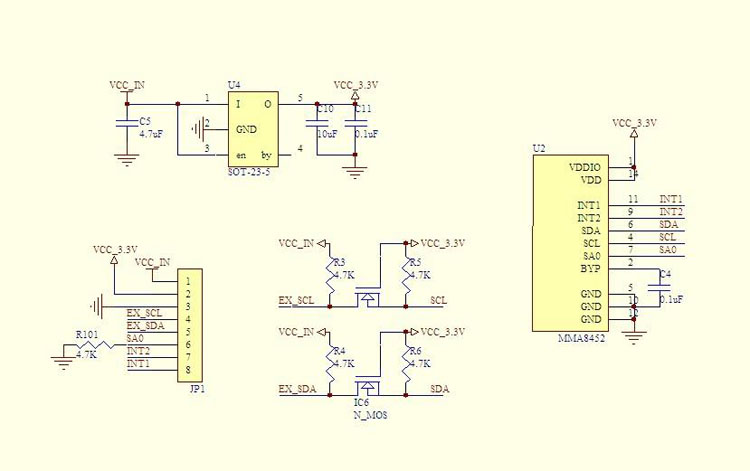 VCC_IN
C5
4.7uF
U4
1
I
O
5
2
GND
3
en
by
4
SOT-23-5
VCC_3.3V
C10
10uF
C11
0.1uF
VCC_3.3V
U2
VDDIO
1
VDD
14
INT1
11
INT1
INT2
9
INT2
SDA
6
SDA
SCL
4
SCL
SA0
7
SA0
BYP
2
C4
0.1uF
GND
5
GND
10
GND
12
MMA8452
VCC_3.3V
VCC_IN
1
2
3
EX_SCL
4
EX_SDA
5
R101
4.7K
SA0
6
INT2
7
INT1
8
JP1
VCC_IN
VCC_3.3V
R3
4.7K
R5
4.7K
EX_SCL
SCL
VCC_IN
VCC_3.3V
R4
4.7K
R6
4.7K
EX_SDA
SDA
IC6
N_MOS